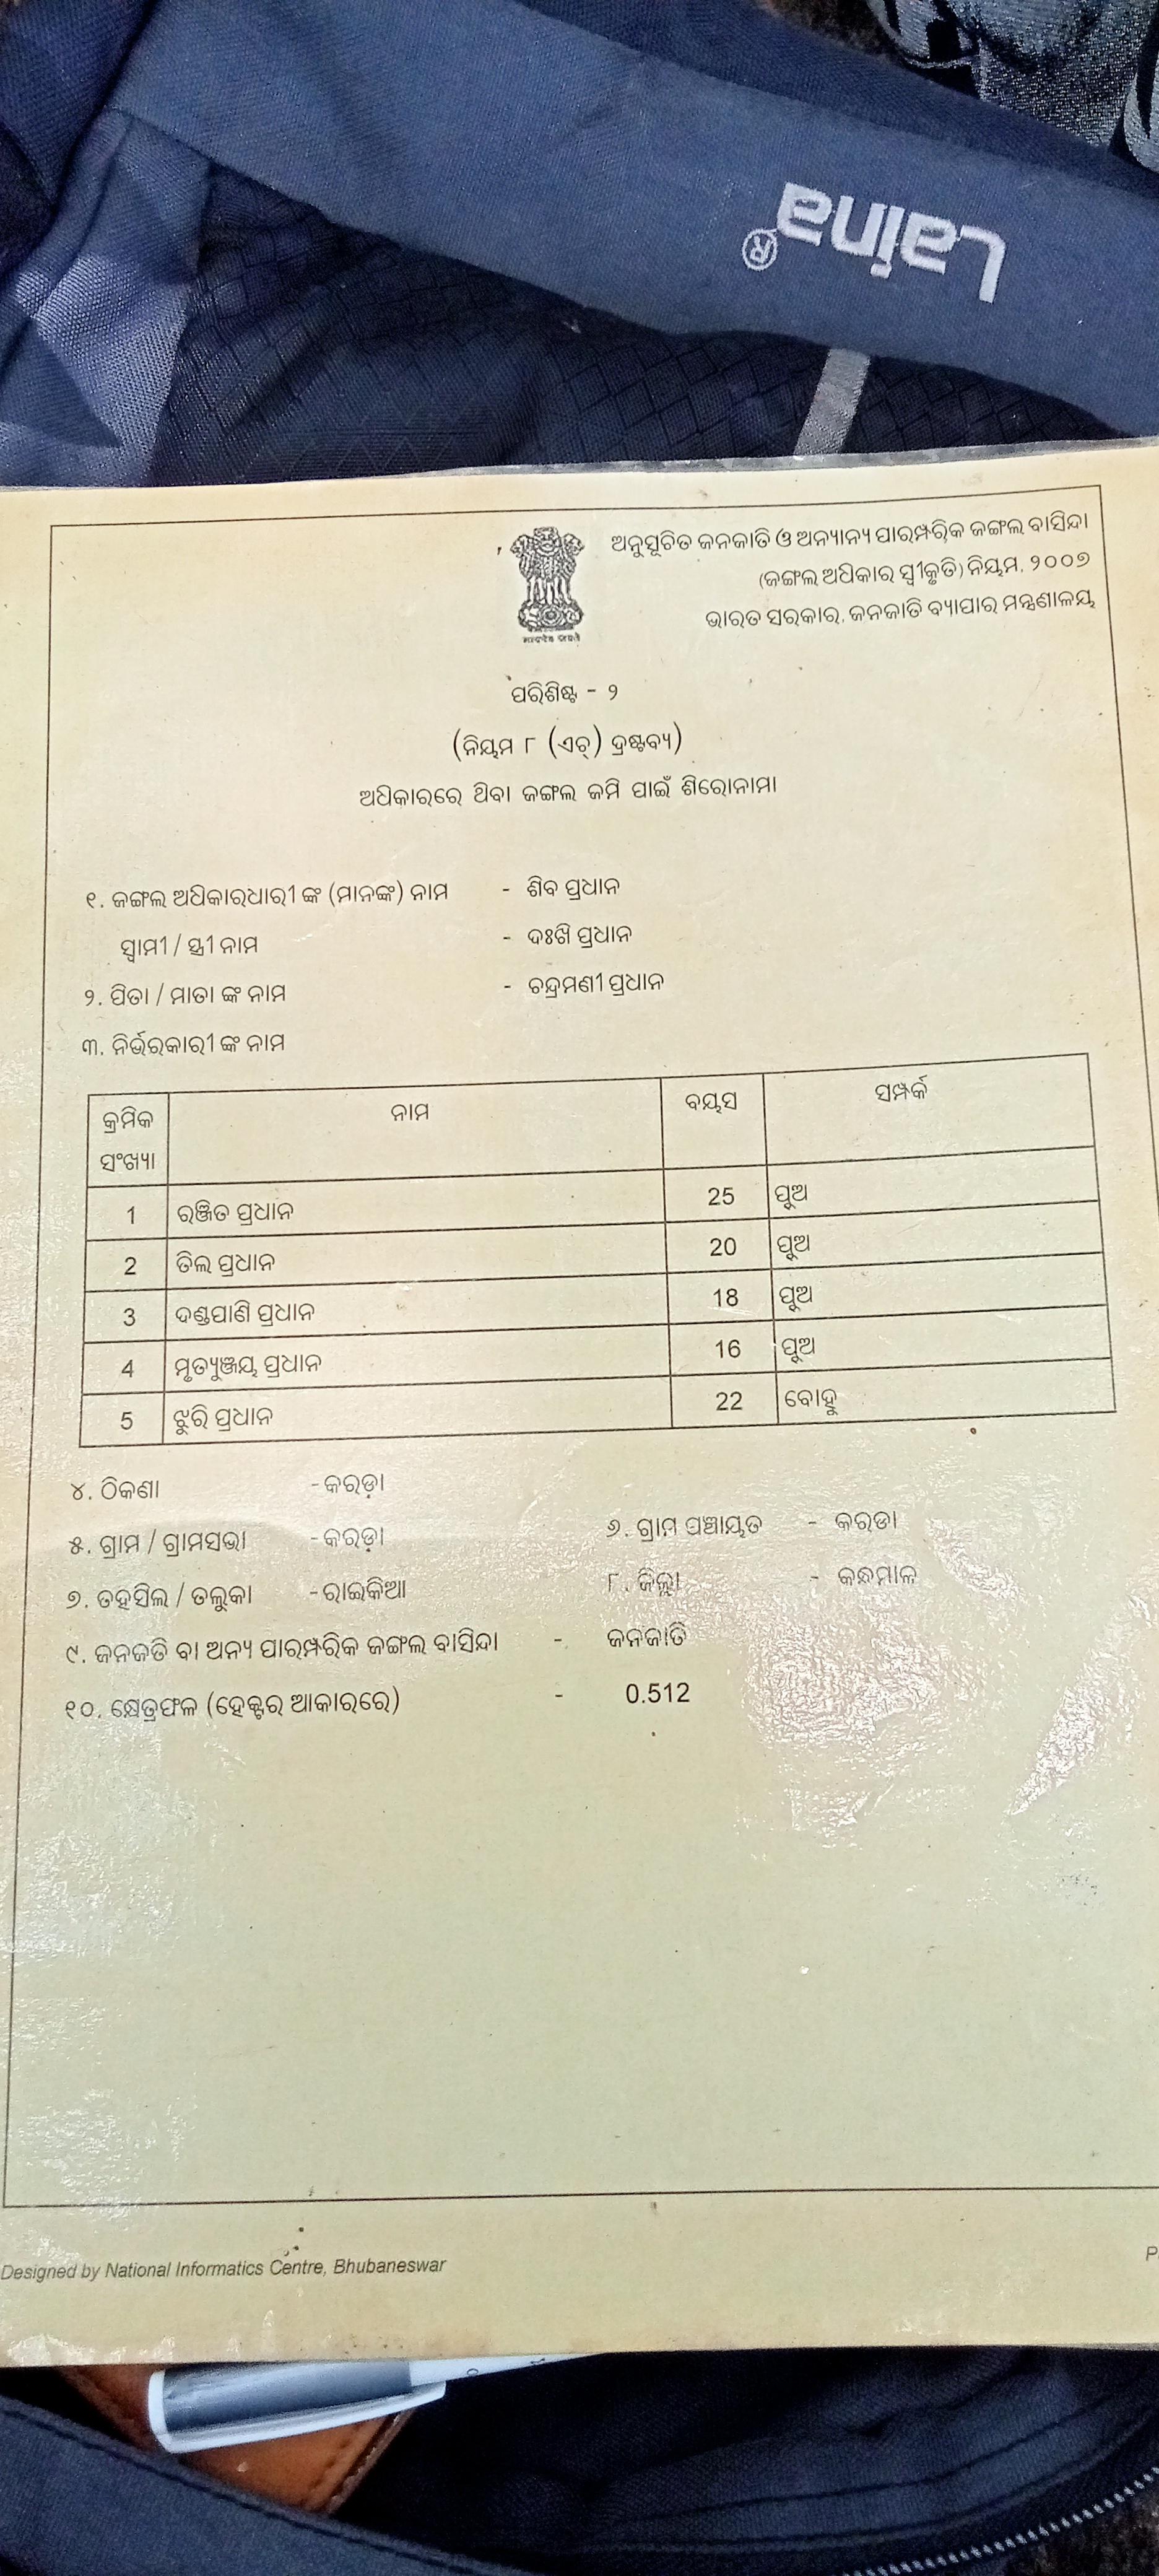 Laina®
ଅନୁସୂଚିତ ଜନଜାତି ଓ ଅନ୍ୟାନ୍ୟ ପାରମ୍ପରିକ ଜଙ୍ଗଲ ବାସିନ୍ଦା
(ଜଙ୍ଗଲ ଅଧିକାର ସ୍ୱୀକୃତି) ନିୟମ, ୨୦୦୭
ଭାରତ ସରକାର, ଜନଜାତି ବ୍ୟାପାର ମନ୍ତ୍ରଣାଳୟ
सत्यमेव जयते
ପରିଶିଷ୍ଟ - ୨
(ନିୟମ ୮ (ଏଚ୍) ଦ୍ରଷ୍ଟବ୍ୟ)
ଅଧିକାରରେ ଥିବା ଜଙ୍ଗଲ ଜମି ପାଇଁ ଶିରୋନାମା
୧. ଜଙ୍ଗଲ ଅଧିକାରଧାରୀ ଙ୍କ (ମାନଙ୍କ) ନାମ - ଶିବ ପ୍ରଧାନ
ସ୍ୱାମୀ / ସ୍ତ୍ରୀ ନାମ - ଦଃଖି ପ୍ରଧାନ
୨. ପିତା / ମାତା ଙ୍କ ନାମ - ଚନ୍ଦ୍ରମଣୀ ପ୍ରଧାନ
୩. ନିର୍ଭରକାରୀ ଙ୍କ ନାମ
କ୍ରମିକ ସଂଖ୍ୟା ନାମ ବୟସ ସମ୍ପର୍କ
1 ରଞ୍ଜିତ ପ୍ରଧାନ 25 ପୁଅ
2 ତିଲ ପ୍ରଧାନ 20 ପୁଅ
3 ଦଣ୍ଡପାଣି ପ୍ରଧାନ 18 ପୁଅ
4 ମୃତ୍ୟୁଞ୍ଜୟ ପ୍ରଧାନ 16 ପୁଅ
5 ଝୁରି ପ୍ରଧାନ 22 ବୋହୁ
୪. ଠିକଣା - କରଡ଼ା
୫. ଗ୍ରାମ / ଗ୍ରାମସଭା - କରଡ଼ା ୬. ଗ୍ରାମ ପଞ୍ଚାୟତ - କରଡା
୭. ତହସିଲ / ତଲୁକା - ରାଇକିଆ ୮. ଜିଲ୍ଲା - କନ୍ଧମାଳ
୯. ଜନଜତି ବା ଅନ୍ୟ ପାରମ୍ପରିକ ଜଙ୍ଗଲ ବାସିନ୍ଦା - ଜନଜାତି
୧୦. କ୍ଷେତ୍ରଫଳ (ହେକ୍ଟର ଆକାରରେ) - 0.512
Designed by National Informatics Centre, Bhubaneswar